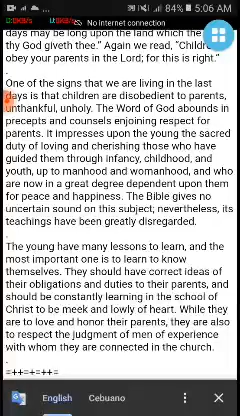 0KB/s 0KB/s 84% 5:06 AM
No internet connection
days may be long upon the land which the
thy God giveth thee." Again we read, "Childre
obey your parents in the Lord; for this is right."
.
One of the signs that we are living in the last
days is that children are disobedient to parents,
unthankful, unholy. The Word of God abounds in
precepts and counsels enjoining respect for
parents. It impresses upon the young the sacred
duty of loving and cherishing those who have
guided them through infancy, childhood, and
youth, up to manhood and womanhood, and who
are now in a great degree dependent upon them
for peace and happiness. The Bible gives no
uncertain sound on this subject; nevertheless, its
teachings have been greatly disregarded.
.
The young have many lessons to learn, and the
most important one is to learn to know
themselves. They should have correct ideas of
their obligations and duties to their parents, and
should be constantly learning in the school of
Christ to be meek and lowly of heart. While they
are to love and honor their parents, they are also
to respect the judgment of men of experience
with whom they are connected in the church.
.
=++=+=++=
English Cebuano